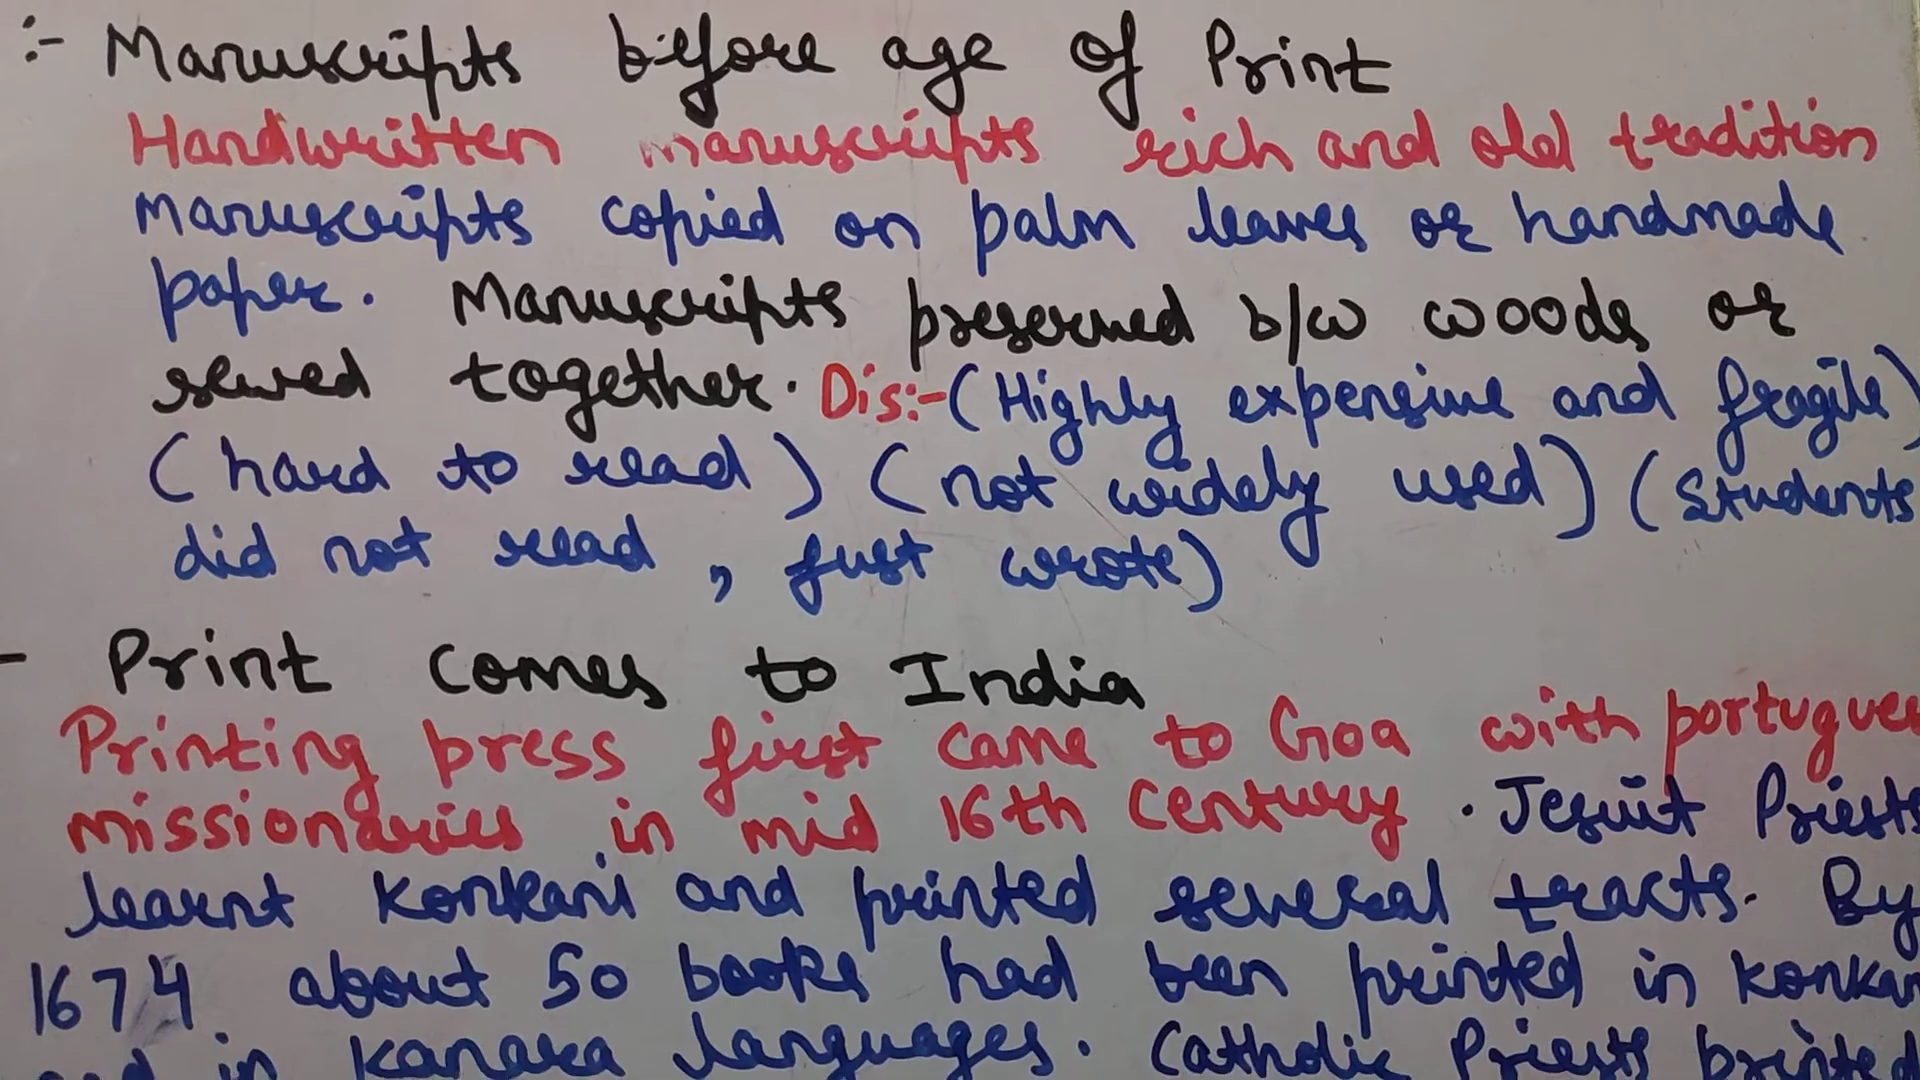 :- Manuscripts before age of Print
Handwritten manuscripts rich and old tradition
Manuscripts copied on palm leaves or handmade
paper. Manuscripts preserved b/w woods or
sewed together. Dis:- (Highly expensive and fragile)
(hard to read) (not widely used) (Students
did not read, just wrote)
- Print comes to India
Printing press first came to Goa with portugues
missionaries in mid 16th Century. Jesuit Priests
learnt Konkani and printed several tracts. By
1674 about 50 books had been printed in Konkan
and in Kanara languages. Catholic Priests printed